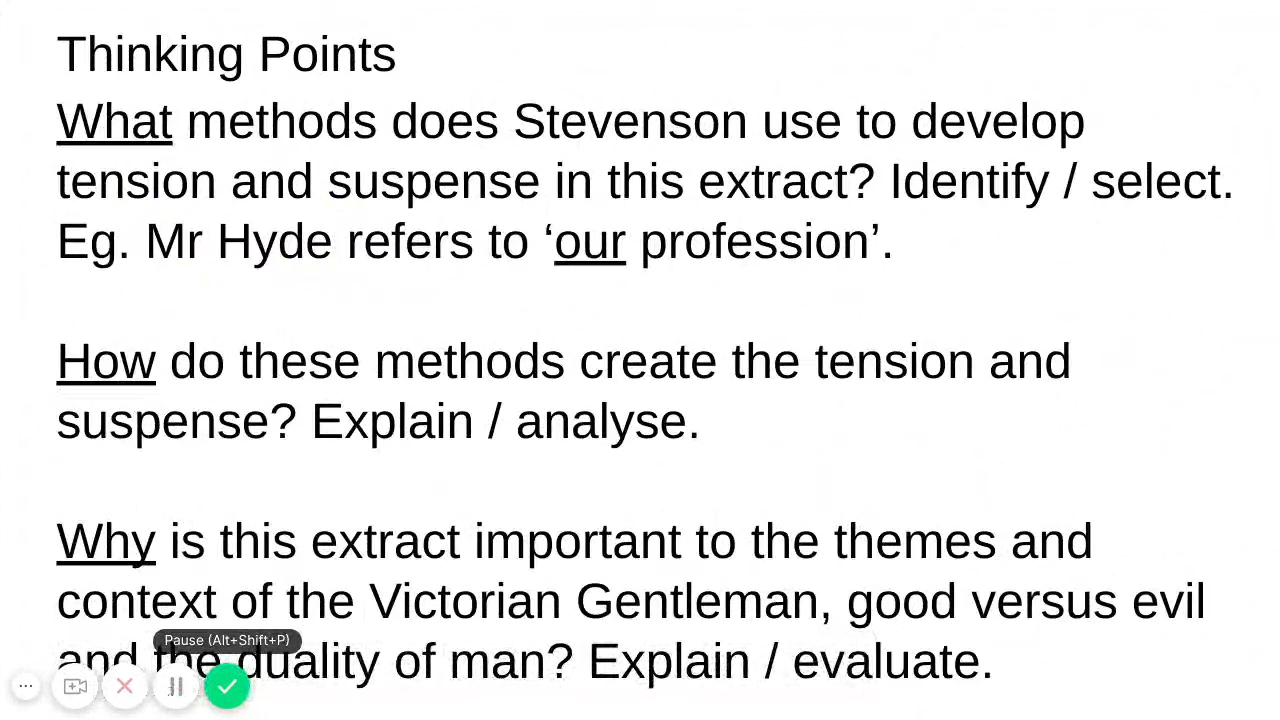 Thinking Points
What methods does Stevenson use to develop
tension and suspense in this extract? Identify / select.
Eg. Mr Hyde refers to ‘our profession’.
How do these methods create the tension and
suspense? Explain / analyse.
Why is this extract important to the themes and
context of the Victorian Gentleman, good versus evil
Pause (Alt+Shift+P)
and the duality of man? Explain / evaluate.